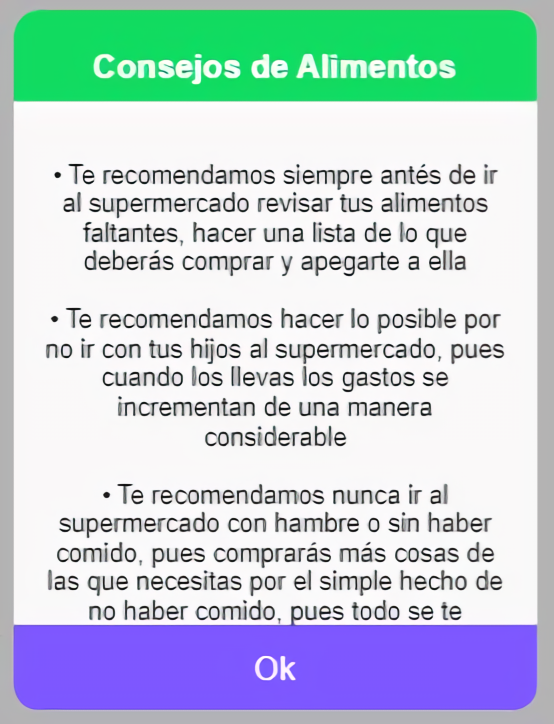 Consejos de Alimentos
• Te recomendamos siempre antés de ir
al supermercado revisar tus alimentos
faltantes, hacer una lista de lo que
deberás comprar y apegarte a ella
• Te recomendamos hacer lo posible por
no ir con tus hijos al supermercado, pues
cuando los llevas los gastos se
incrementan de una manera
considerable
• Te recomendamos nunca ir al
supermercado con hambre o sin haber
comido, pues comprarás más cosas de
las que necesitas por el simple hecho de
no haber comido, pues todo se te
Ok